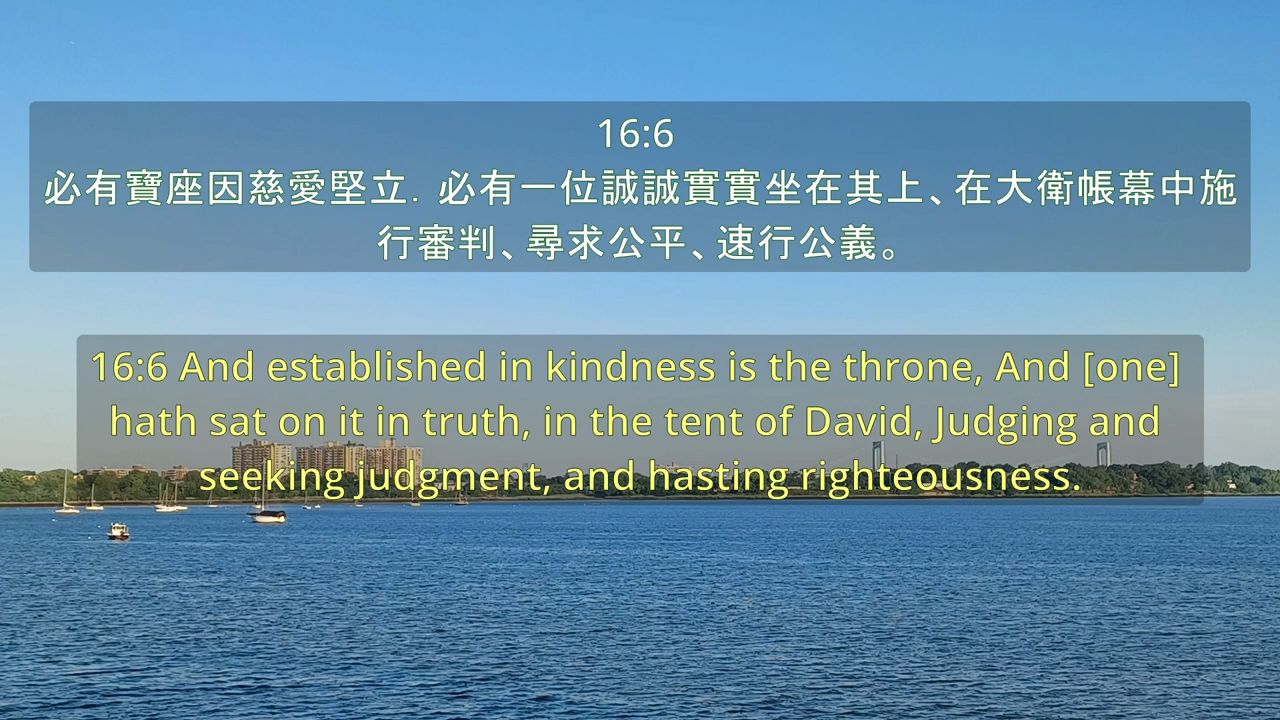 16:6
必有寶座因慈愛堅立. 必有一位誠誠實實坐在其上、在大衛帳幕中施
行審判、尋求公平、速行公義。
16:6 And established in kindness is the throne, And [one]
hath sat on it in truth, in the tent of David, Judging and
seeking judgment, and hasting righteousness.